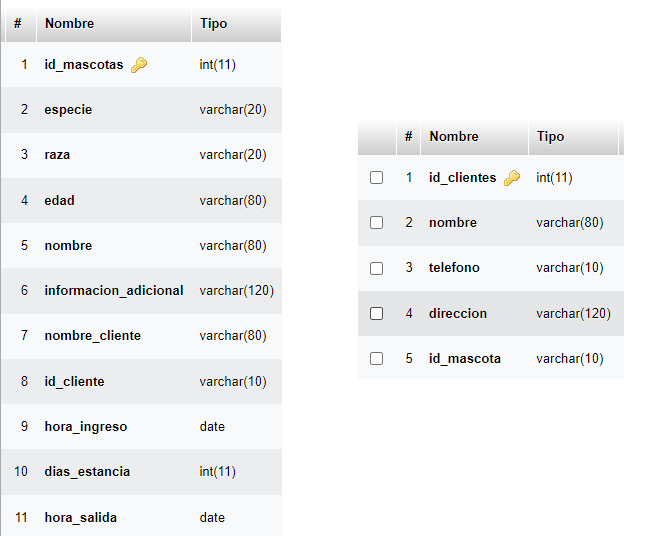 # Nombre Tipo
1 id_mascotas int(11)
2 especie varchar(20)
3 raza varchar(20)
4 edad varchar(80)
5 nombre varchar(80)
6 informacion_adicional varchar(120)
7 nombre_cliente varchar(80)
8 id_cliente varchar(10)
9 hora_ingreso date
10 dias_estancia int(11)
11 hora_salida date
# Nombre Tipo
1 id_clientes int(11)
2 nombre varchar(80)
3 telefono varchar(10)
4 direccion varchar(120)
5 id_mascota varchar(10)